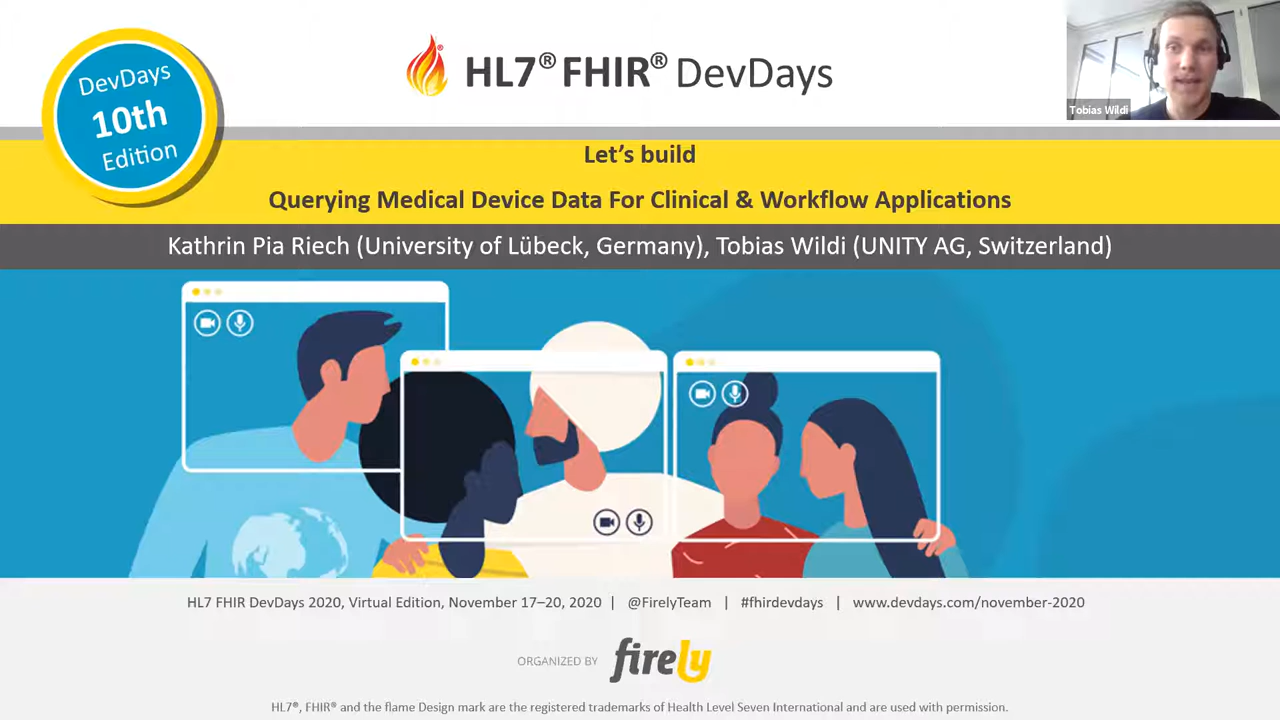 DevDays
10th
Edition
HL7® FHIR® DevDays
Tobias Wildi
Let's build
Querying Medical Device Data For Clinical & Workflow Applications
Kathrin Pia Riech (University of Lübeck, Germany), Tobias Wildi (UNITY AG, Switzerland)
HL7 FHIR DevDays 2020, Virtual Edition, November 17–20, 2020 | @FirelyTeam | #fhirdevdays | www.devdays.com/november-2020
ORGANIZED BY firely
HL7®, FHIR® and the flame Design mark are the registered trademarks of Health Level Seven International and are used with permission.